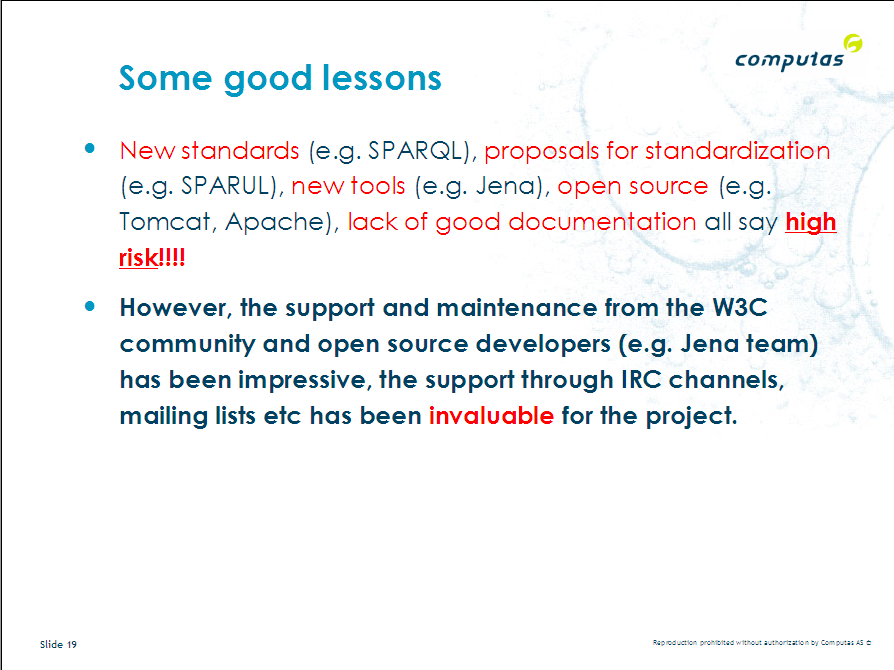 computas
Some good lessons
• New standards (e.g. SPARQL), proposals for standardization
(e.g. SPARUL), new tools (e.g. Jena), open source (e.g.
Tomcat, Apache), lack of good documentation all say high
risk!!!!
• However, the support and maintenance from the W3C
community and open source developers (e.g. Jena team)
has been impressive, the support through IRC channels,
mailing lists etc has been invaluable for the project.
Slide 19
Reproduction prohibited without authorization by Computas AS ©